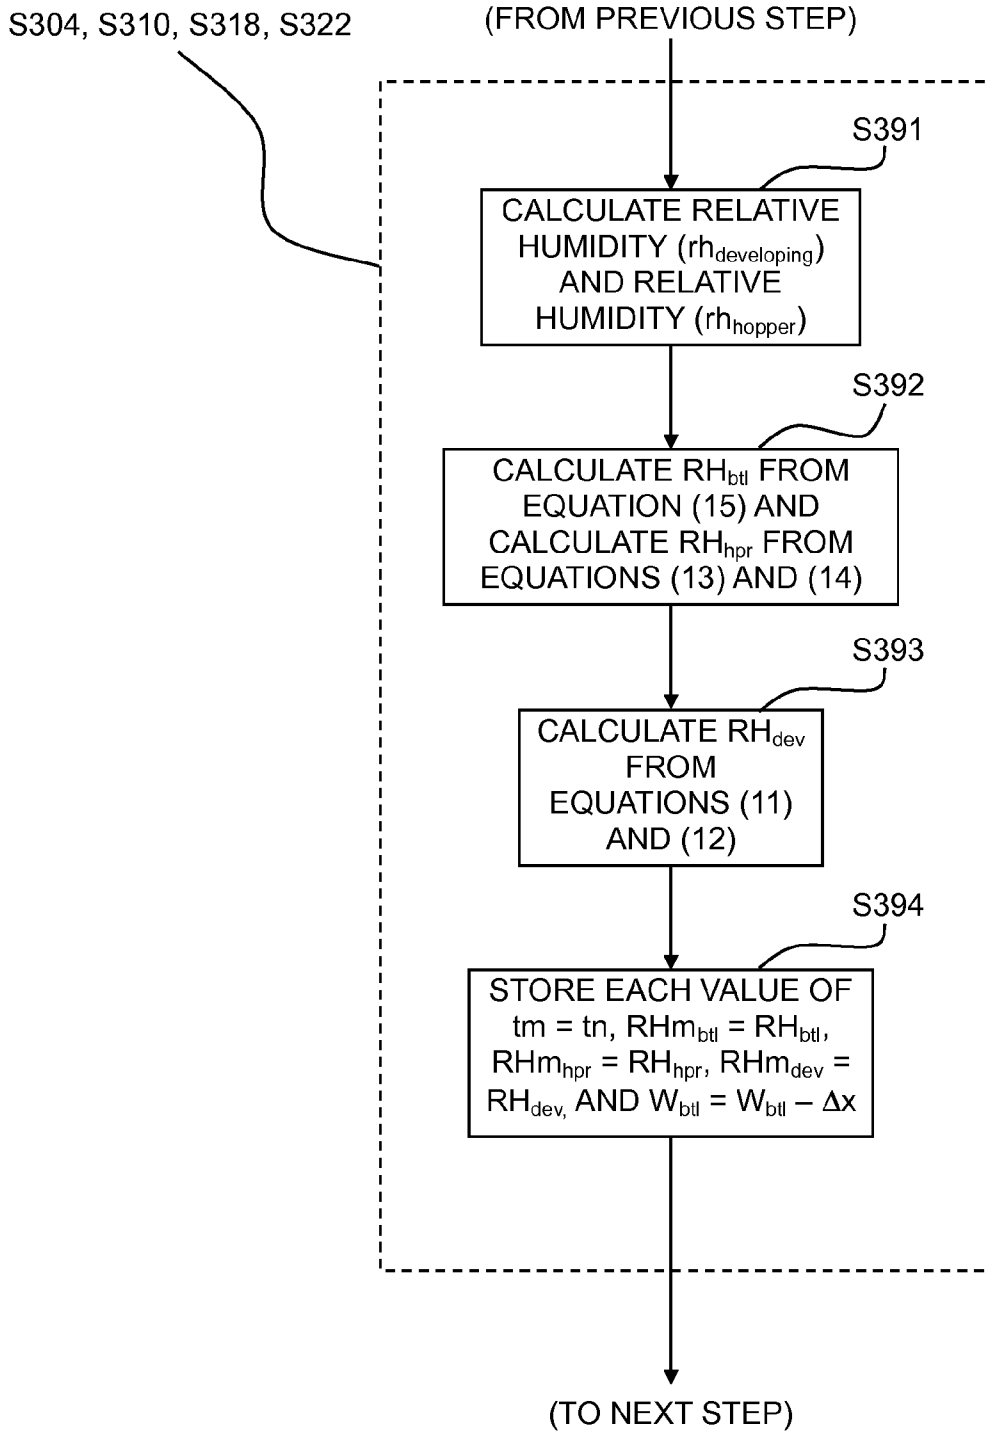 S304, S310, S318, S322
(FROM PREVIOUS STEP)
S391
CALCULATE RELATIVE
HUMIDITY (rhdeveloping)
AND RELATIVE
HUMIDITY (rhhopper)
S392
CALCULATE RHbtl FROM
EQUATION (15) AND
CALCULATE RHhpr FROM
EQUATIONS (13) AND (14)
S393
CALCULATE RHdev
FROM
EQUATIONS (11)
AND (12)
S394
STORE EACH VALUE OF
tm = tn, RHmbtl = RHbtl,
RHmhpr = RHhpr, RHmdev =
RHdev, AND Wbtl = Wbtl – Δx
(TO NEXT STEP)